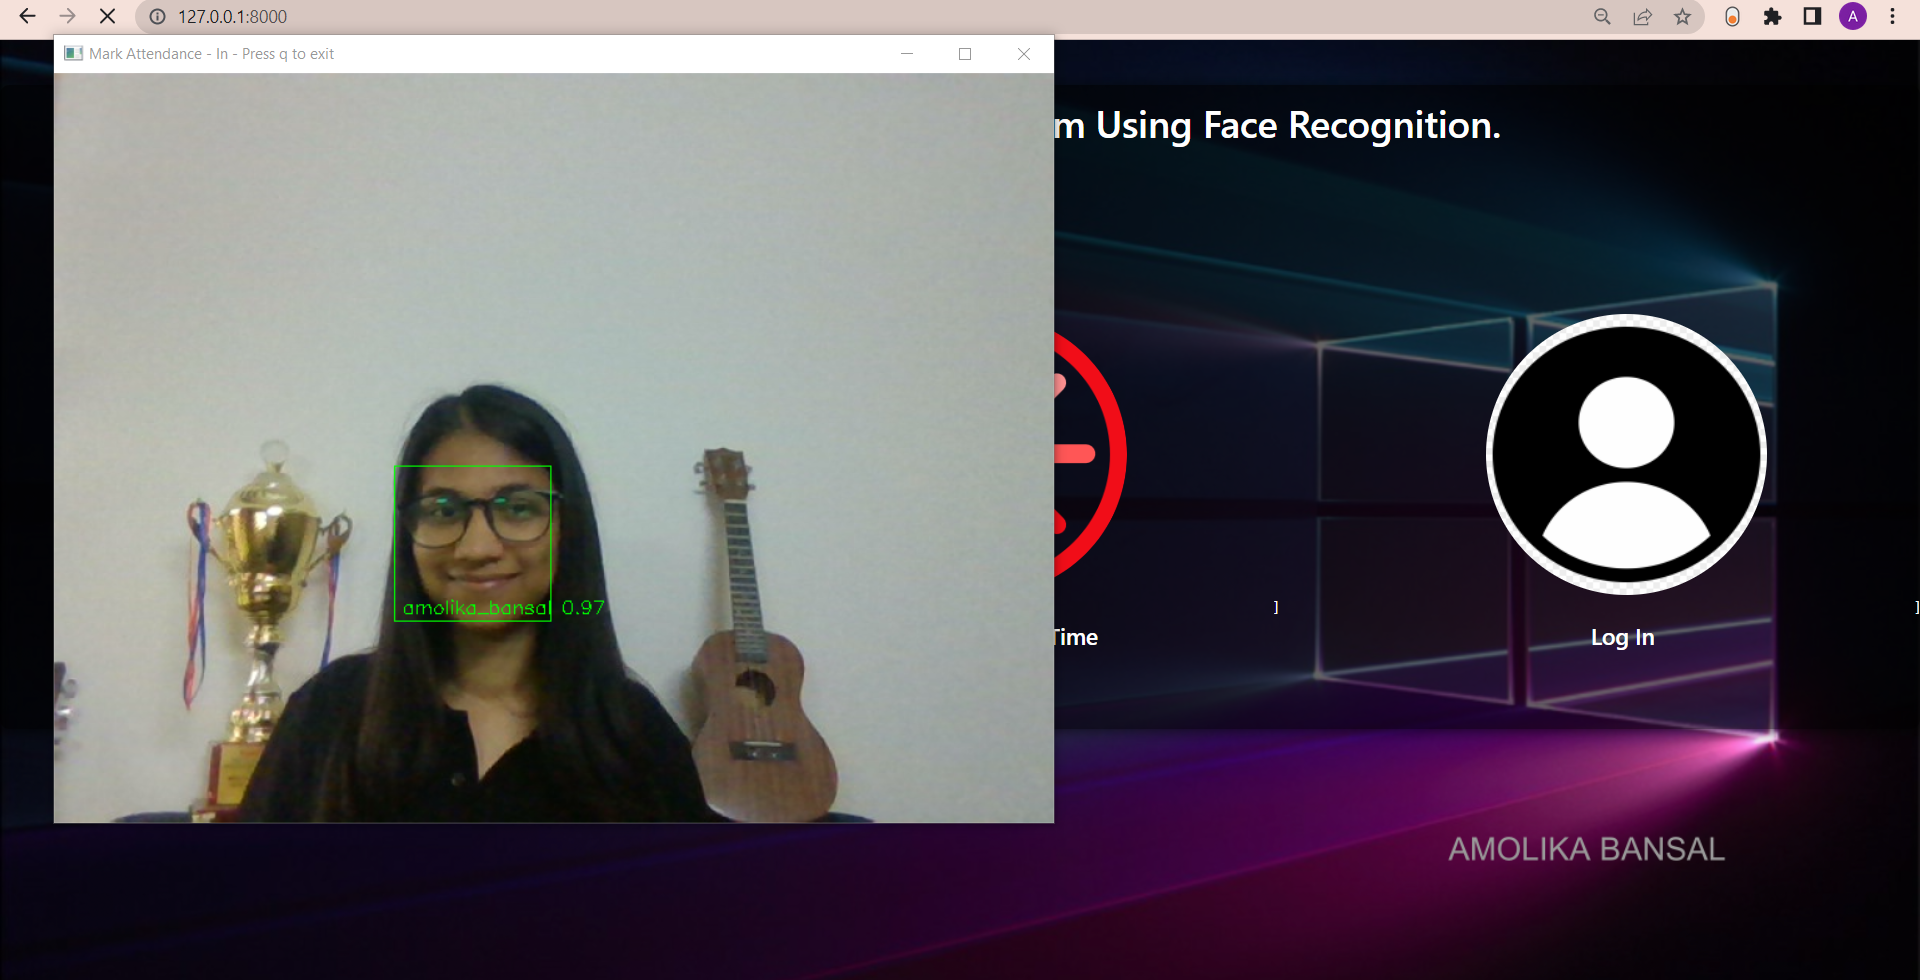 127.0.0.1:8000
A
Mark Attendance - In - Press q to exit
m Using Face Recognition.
amolika_bansal 0.97
]
]
Time
Log In
AMOLIKA BANSAL